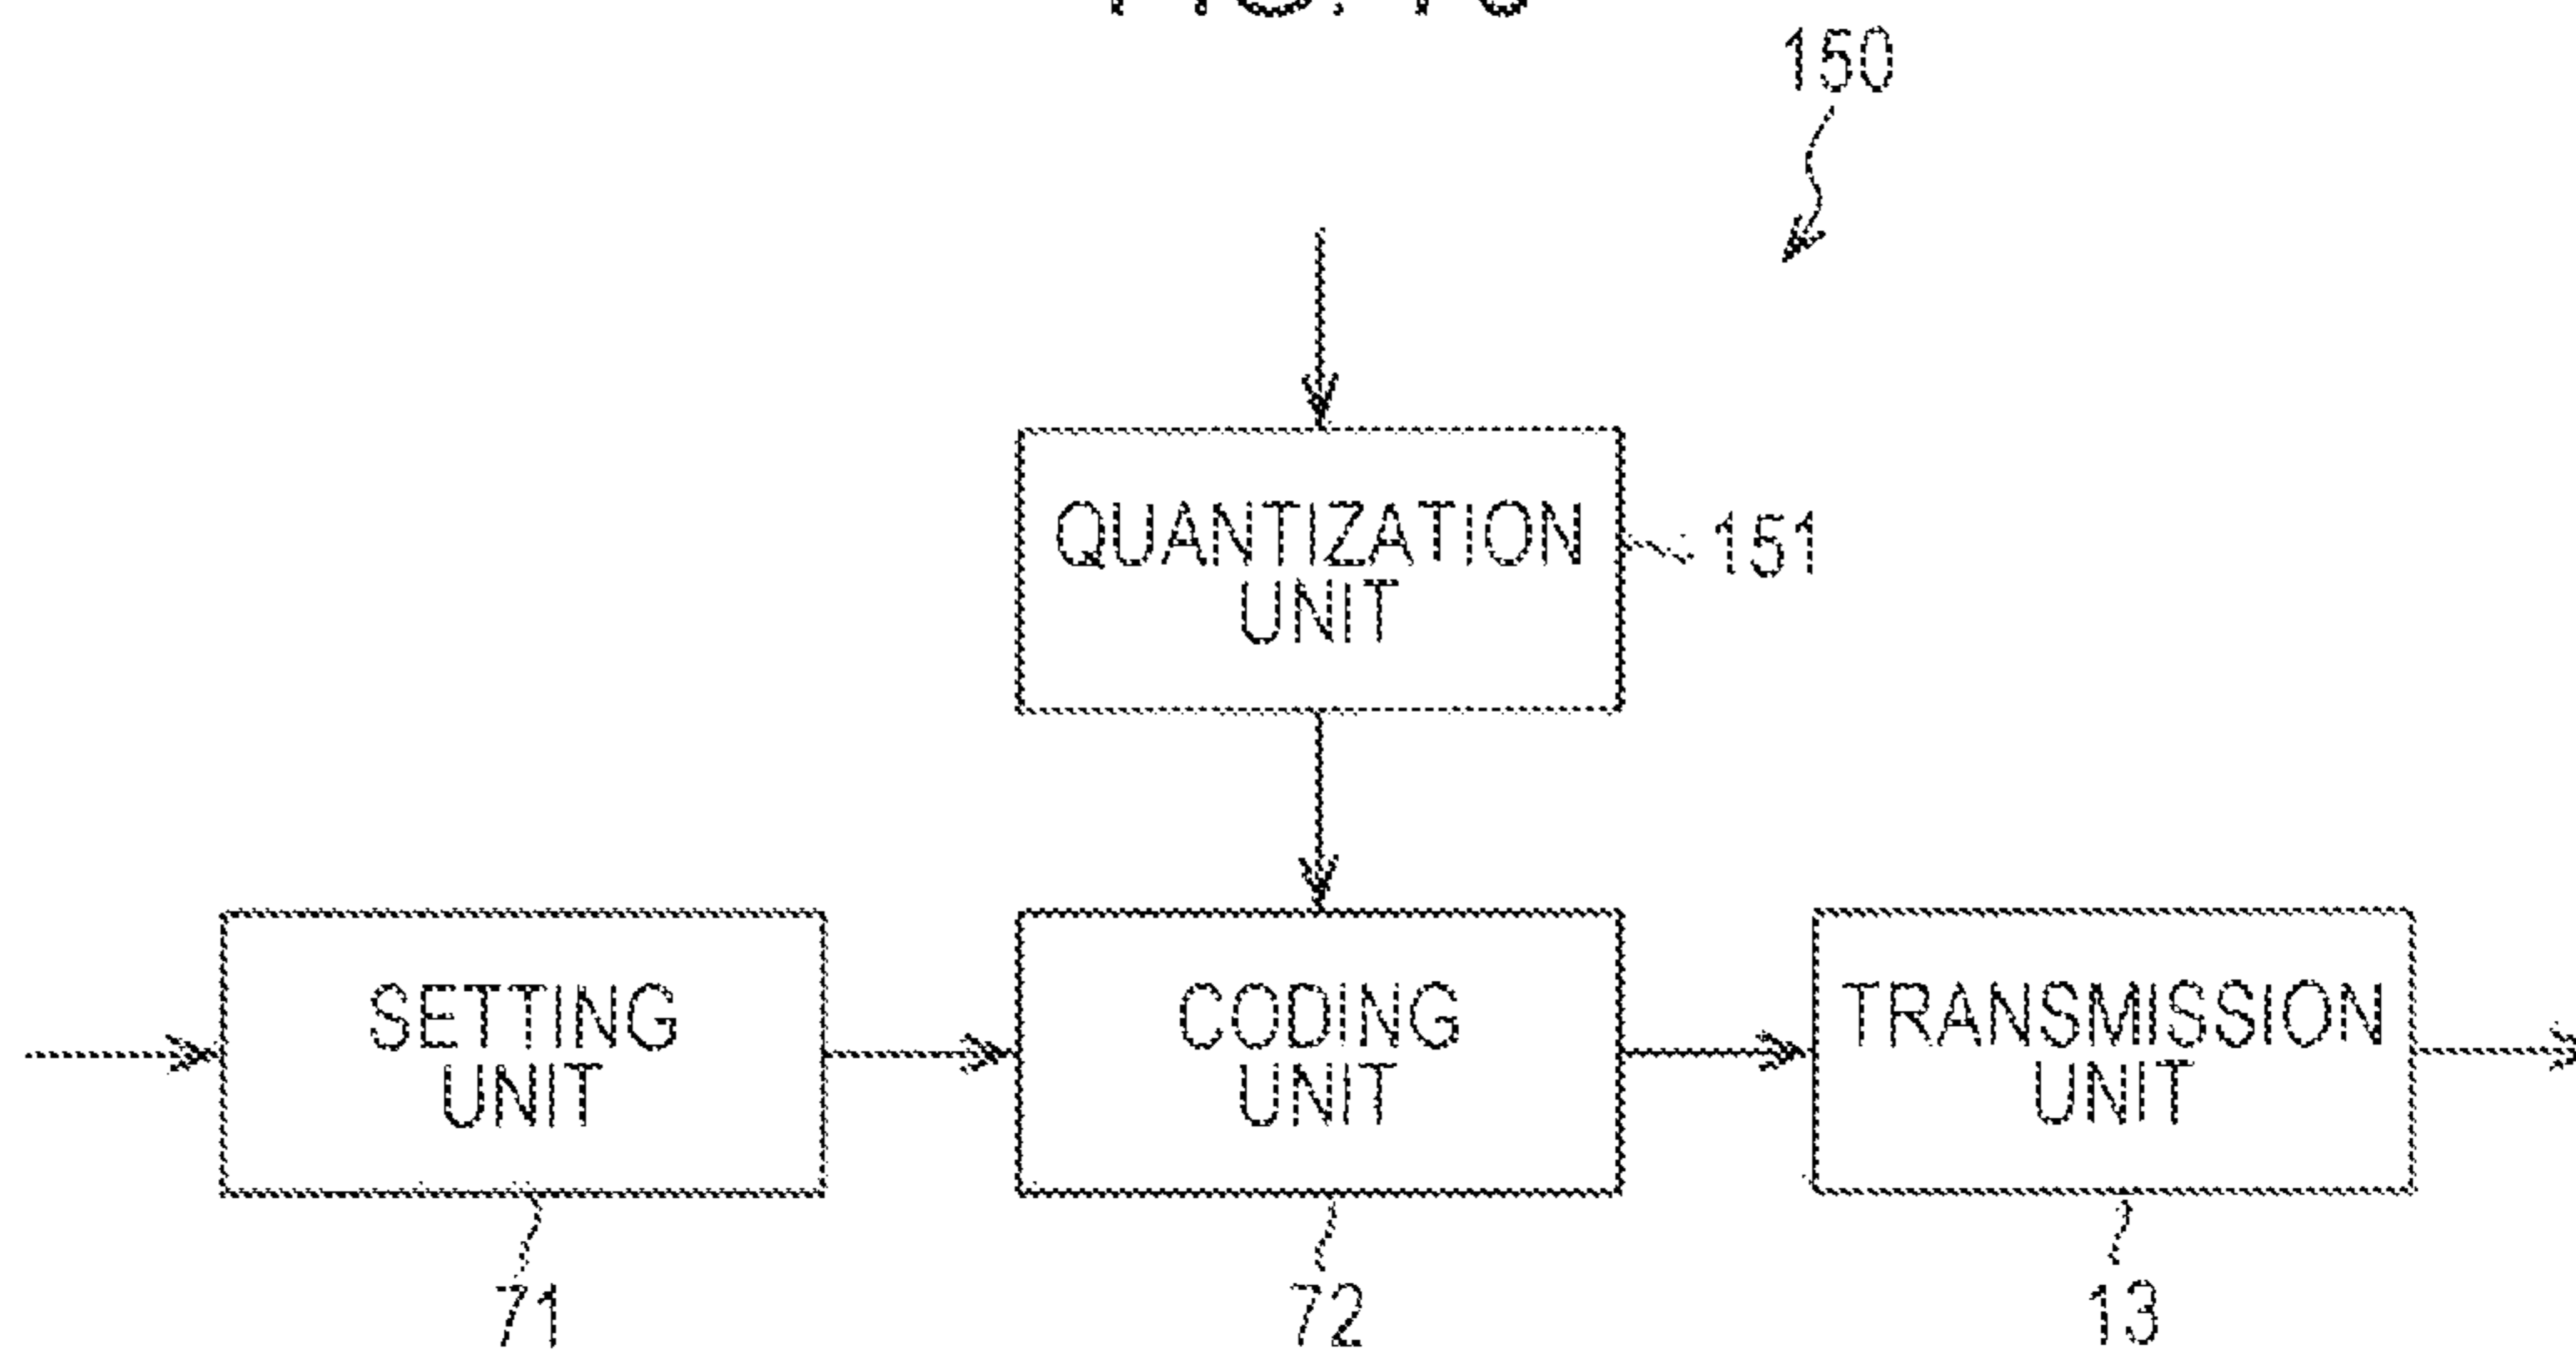 150
QUANTIZATION
UNIT
151
SETTING
UNIT
CODING
UNIT
TRANSMISSION
UNIT
71
72
13